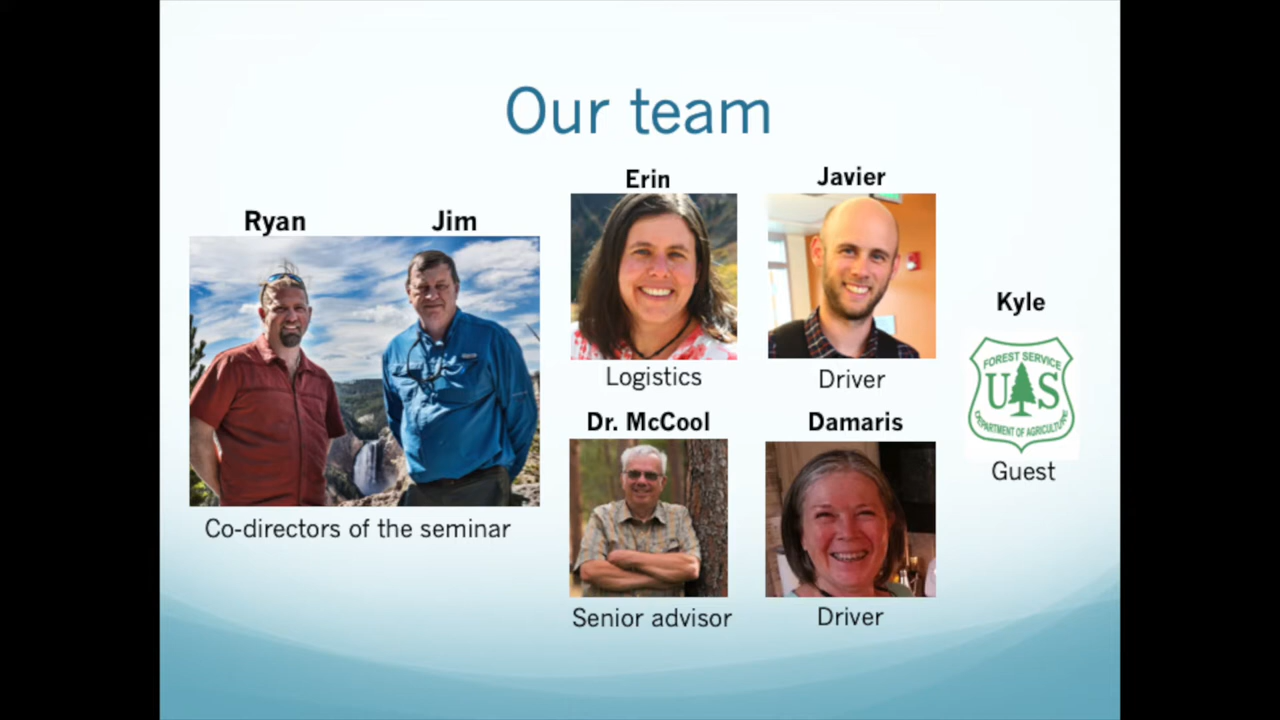 Our team
Ryan
Jim
Co-directors of the seminar
Erin
Logistics
Javier
Driver
Dr. McCool
Senior advisor
Damaris
Driver
Kyle
FOREST SERVICE
U S
DEPARTMENT OF AGRICULTURE
Guest